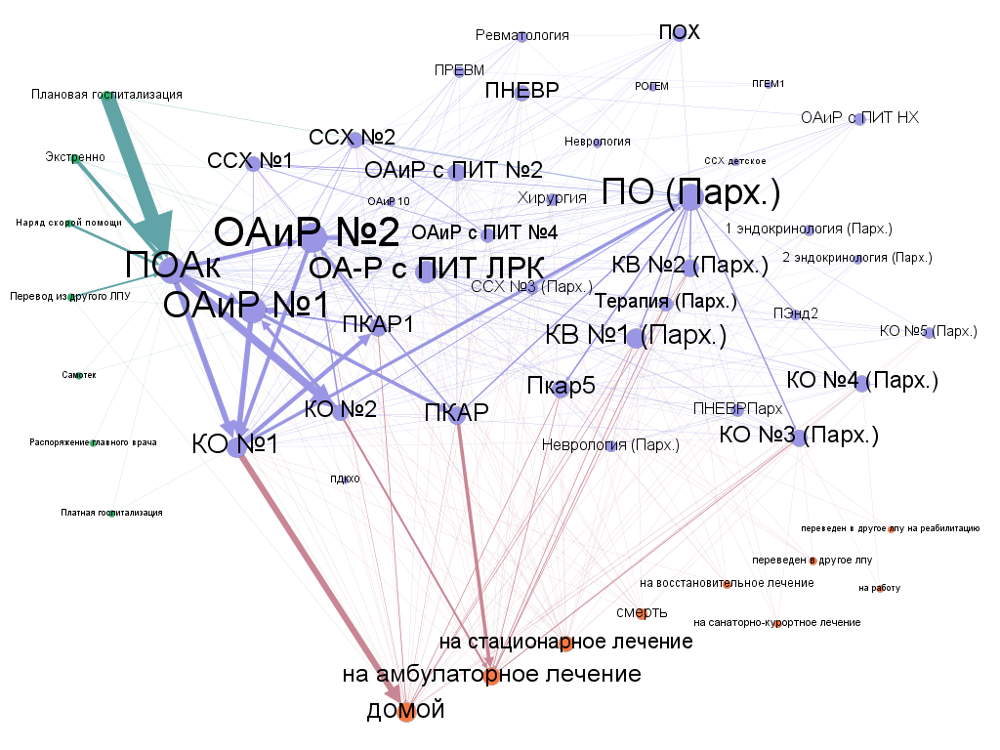 ПОХ
Ревматология
ПРЕВМ
ПНЕВР
РОГЕМ
ПГЕМ1
Плановая госпитализация
ОАиР с ПИТ НХ
ССХ №2
Неврология
Экстренно
ССХ №1
ССХ детское
ОАиР с ПИТ №2
ПО (Парх.)
ОАиР 10
Хирургия
Наряд скорой помощи
ОАиР №2
ОАиР с ПИТ №4
1 эндокринология (Парх.)
2 эндокринология (Парх.)
ПОАк
ОА-Р с ПИТ ЛРК
КВ №2 (Парх.)
ССХ №3 (Парх.)
Перевод из другого ЛПУ
ОАиР №1
Терапия (Парх.)
ПЭнд2
ПКАР1
КВ №1 (Парх.)
КО №5 (Парх.)
Самотек
Пкар5
КО №4 (Парх.)
КО №2
ПКАР
ПНЕВРПарх
КО №3 (Парх.)
Распоряжение главного врача
КО №1
Неврология (Парх.)
пдкхо
Платная госпитализация
переведен в другое лпу на реабилитацию
переведен в другое лпу
на восстановительное лечение
на работу
смерть
на санаторно-курортное лечение
на стационарное лечение
на амбулаторное лечение
домой